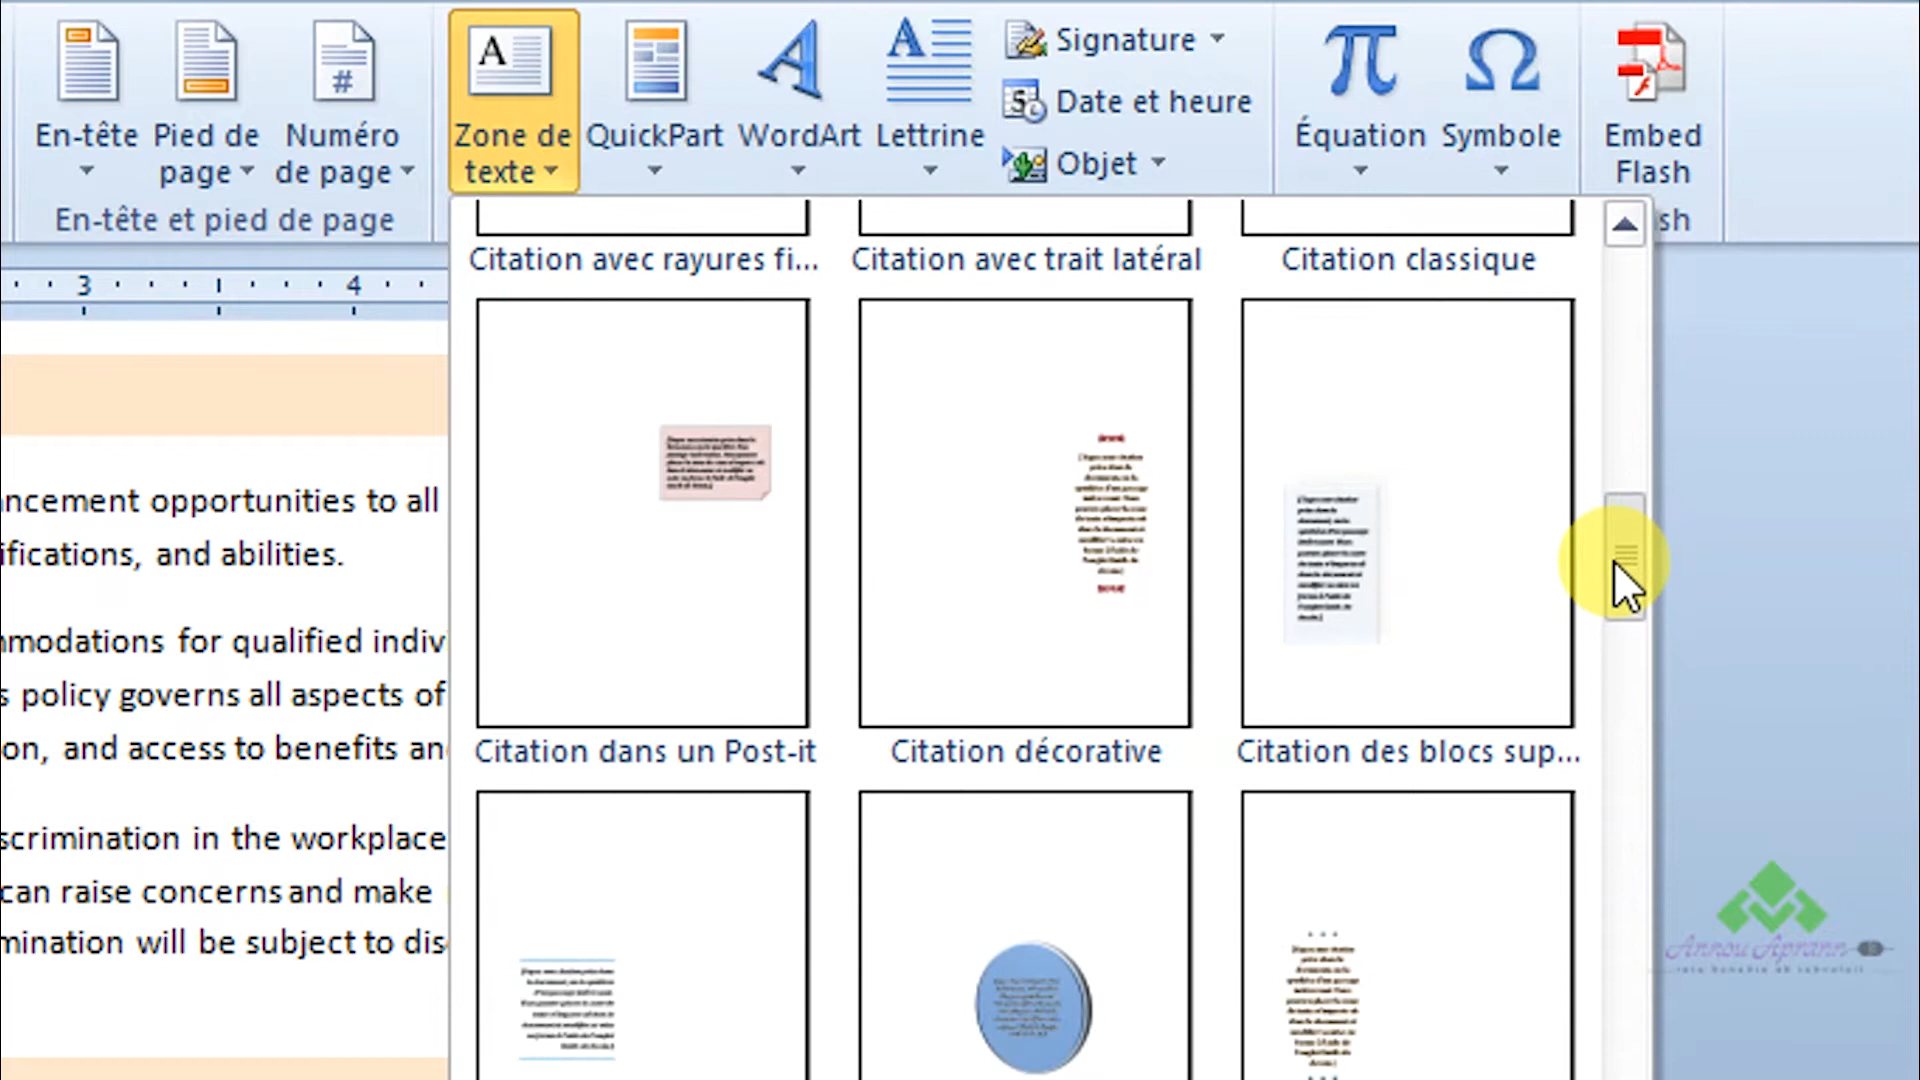 En-tête
Pied de page
Numéro de page
Zone de texte
QuickPart
WordArt
Lettrine
Signature
Date et heure
Objet
Équation
Symbole
Embed Flash
En-tête et pied de page
sh
3
4
Citation avec rayures fi...
Citation avec trait latéral
Citation classique
ncement opportunities to all
ifications, and abilities.
mmodations for qualified indiv
s policy governs all aspects of
on, and access to benefits an
Citation dans un Post-it
Citation décorative
Citation des blocs sup...
scrimination in the workplace
can raise concerns and make
mination will be subject to dis
Annou Aprann